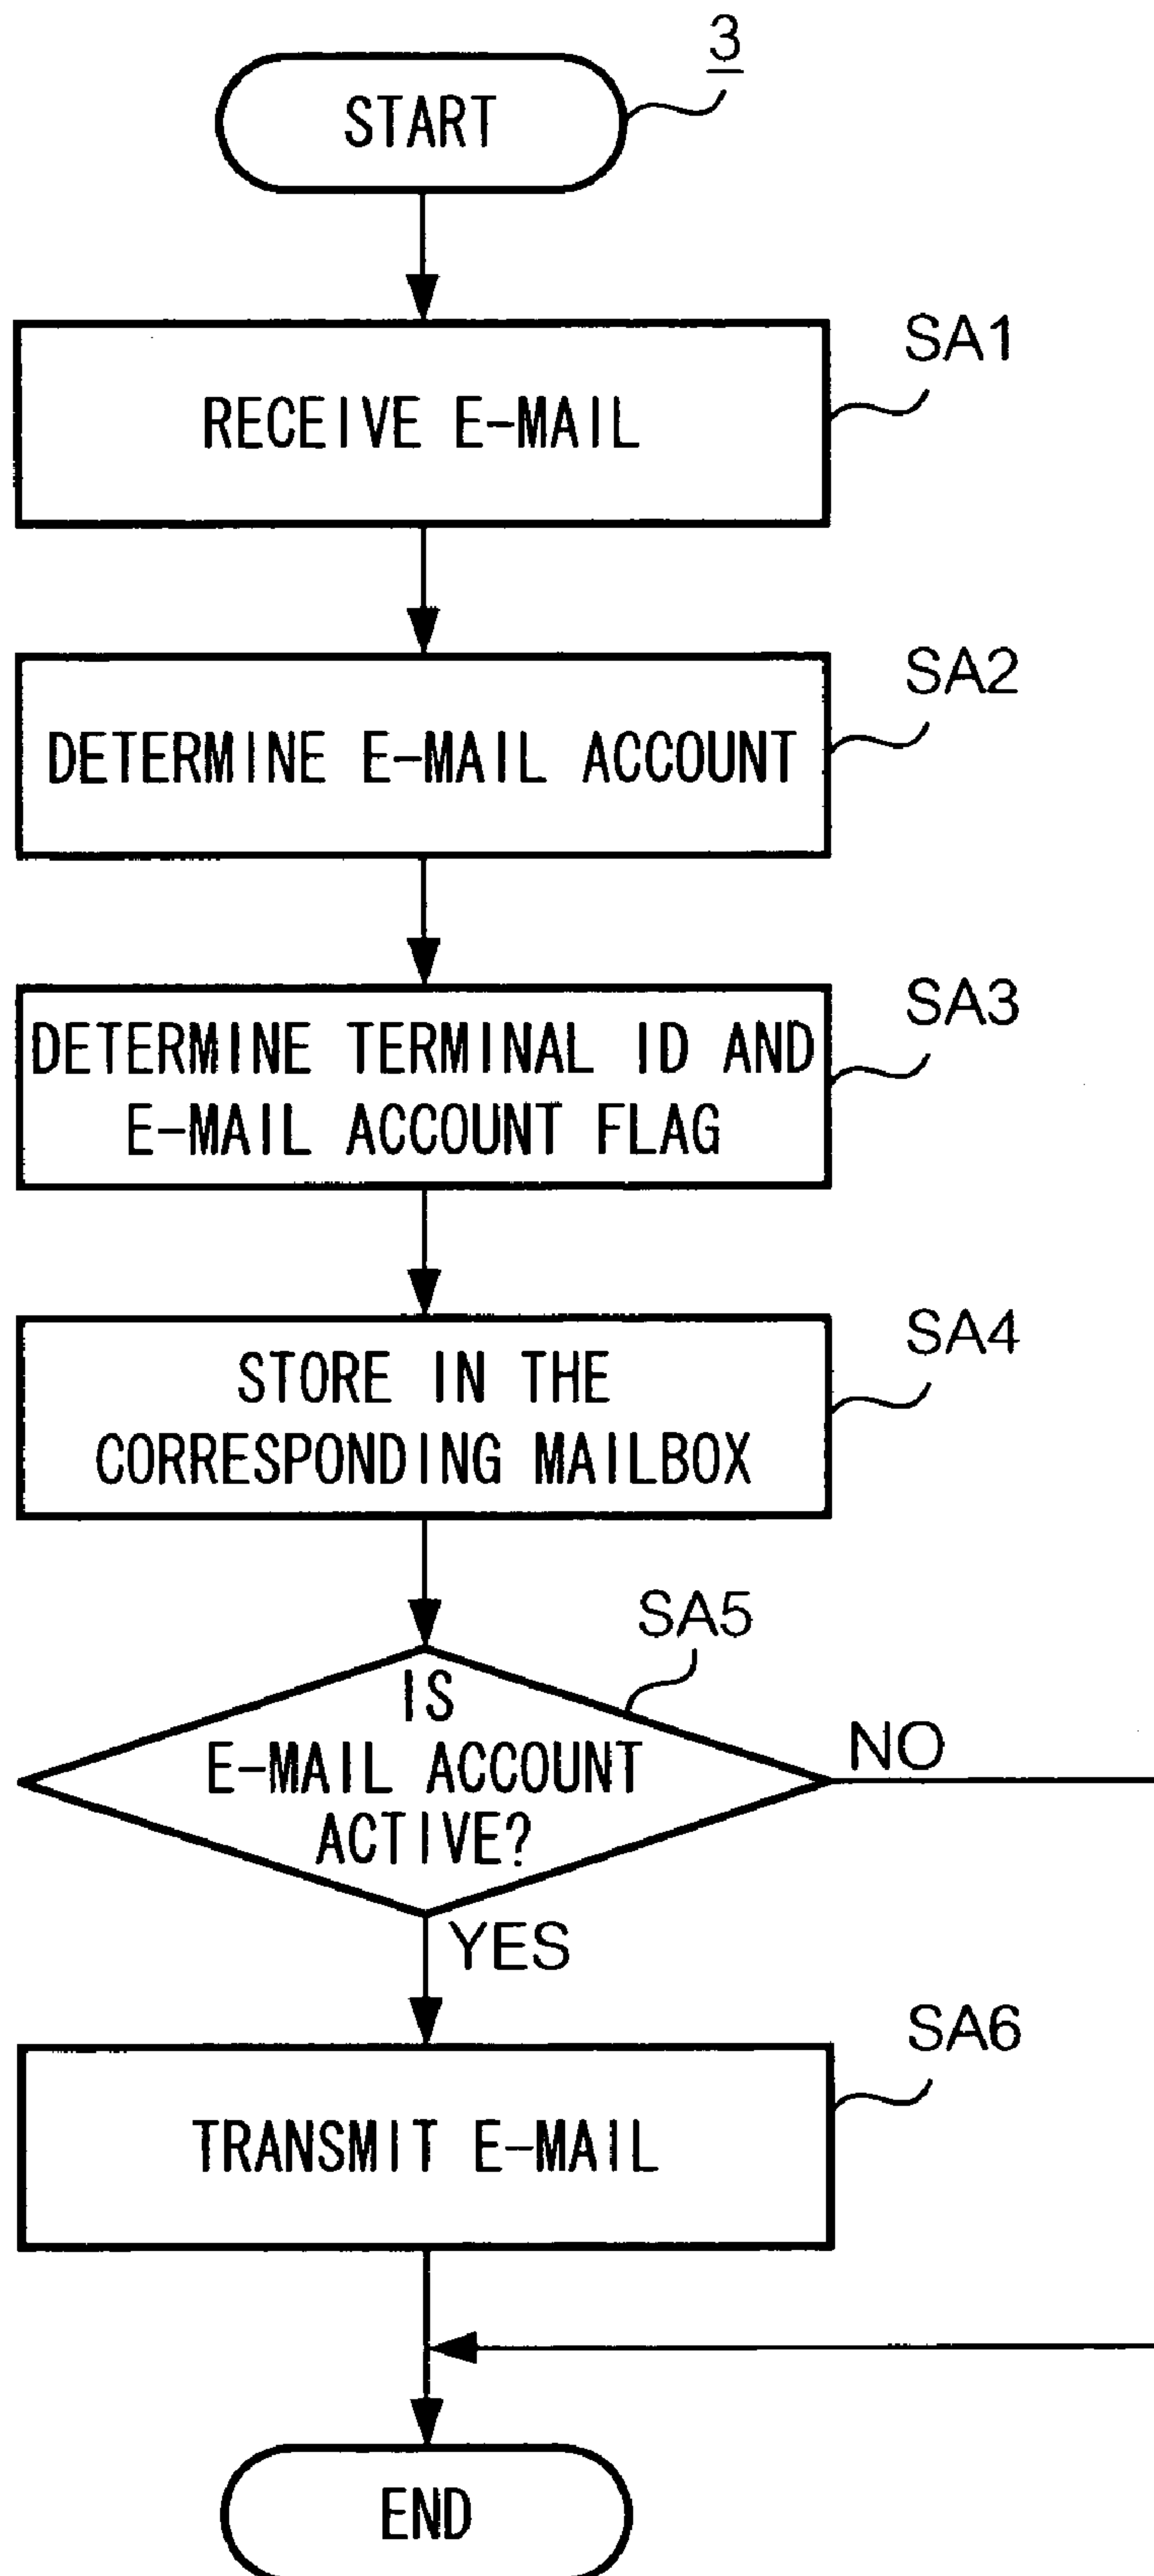 3
START
SA1
RECEIVE E-MAIL
SA2
DETERMINE E-MAIL ACCOUNT
SA3
DETERMINE TERMINAL ID AND
E-MAIL ACCOUNT FLAG
SA4
STORE IN THE
CORRESPONDING MAILBOX
SA5
IS
E-MAIL ACCOUNT
ACTIVE?
NO
YES
SA6
TRANSMIT E-MAIL
END